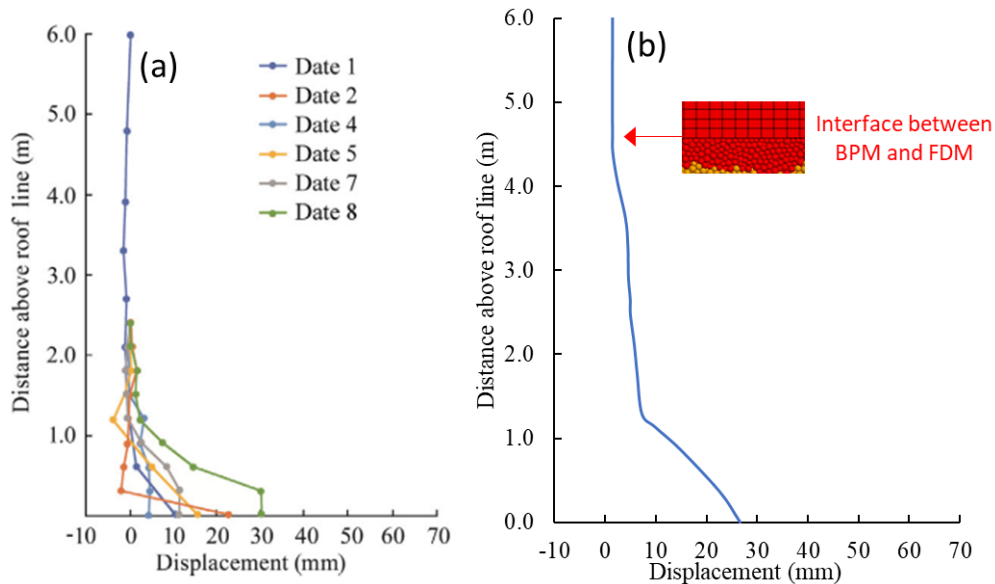 (a)
6.0
5.0
4.0
3.0
2.0
1.0
Distance above roof line (m)
Date 1
Date 2
Date 4
Date 5
Date 7
Date 8
-10 0 10 20 30 40 50 60 70
Displacement (mm)
(b)
6.0
5.0
4.0
3.0
2.0
1.0
0.0
Distance above roof line (m)
Interface between
BPM and FDM
-10 0 10 20 30 40 50 60 70
Displacement (mm)